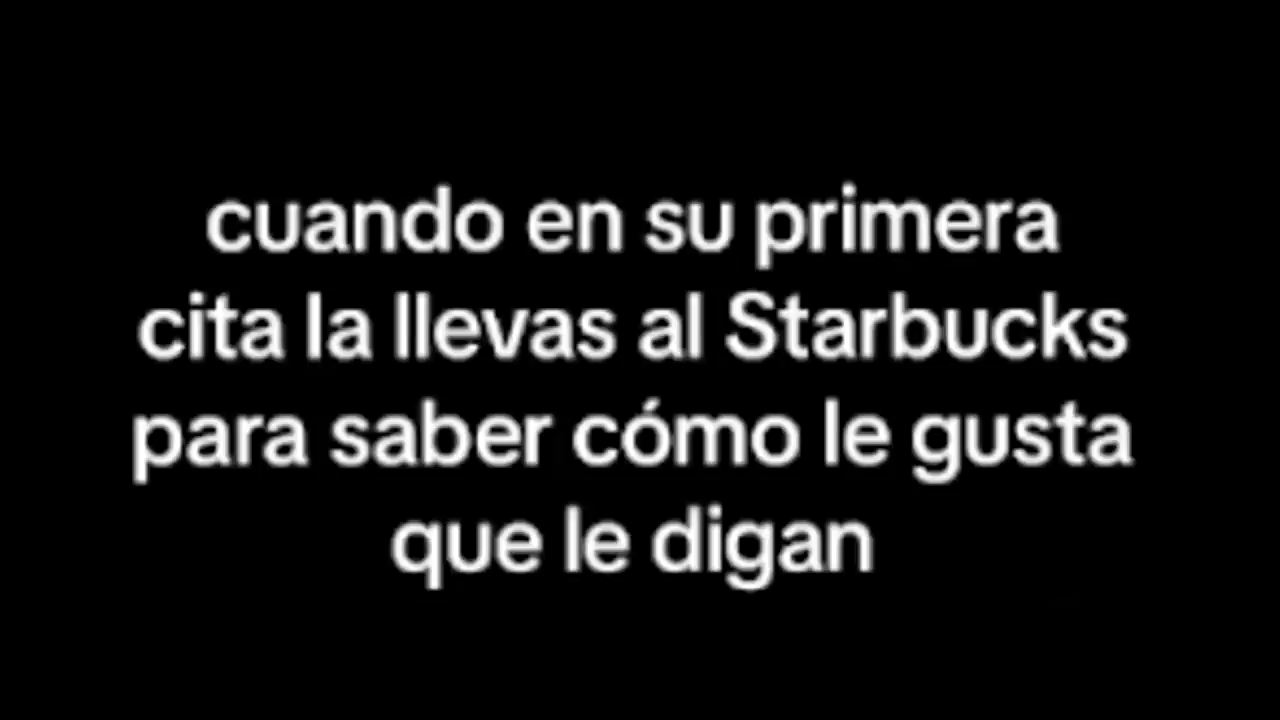 cuando en su primera
cita la llevas al Starbucks
para saber cómo le gusta
que le digan